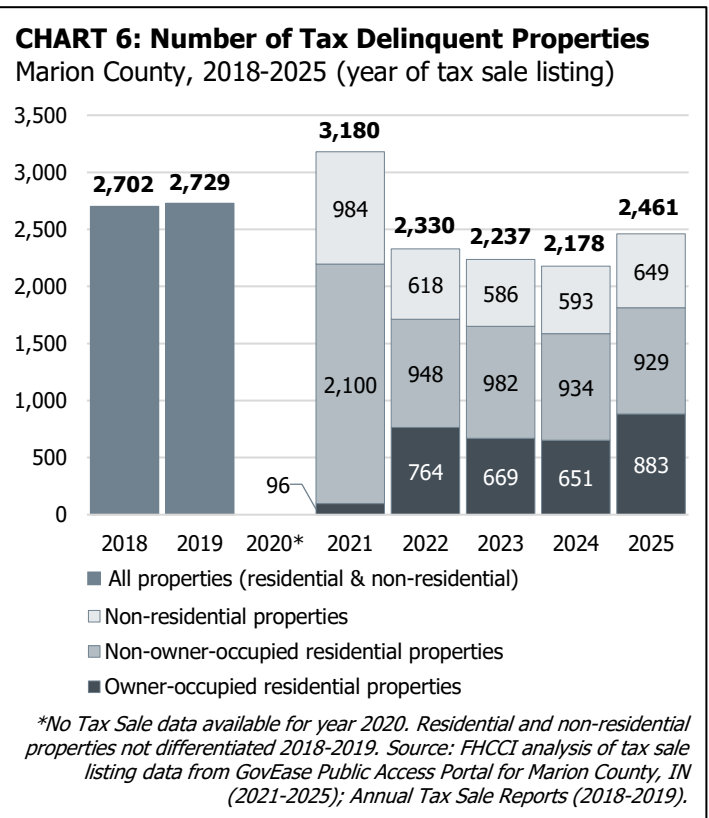 CHART 6: Number of Tax Delinquent Properties
Marion County, 2018-2025 (year of tax sale listing)
3,500
3,000
2,500
2,000
1,500
1,000
500
0
2,702
2,729
96
3,180
984
2,100
2,330
618
948
764
2,237
586
982
669
2,178
593
934
651
2,461
649
929
883
2018 2019 2020* 2021 2022 2023 2024 2025
All properties (residential & non-residential)
Non-residential properties
Non-owner-occupied residential properties
Owner-occupied residential properties
*No Tax Sale data available for year 2020. Residential and non-residential
properties not differentiated 2018-2019. Source: FHCCI analysis of tax sale
listing data from GovEase Public Access Portal for Marion County, IN
(2021-2025); Annual Tax Sale Reports (2018-2019).